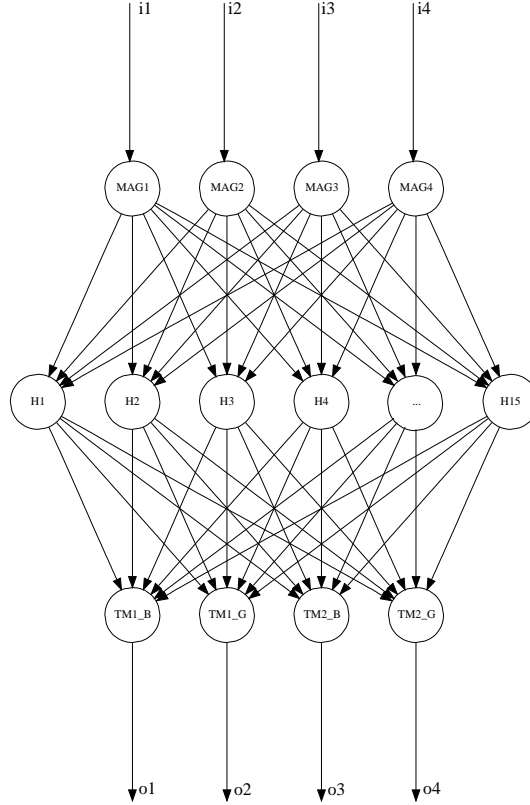 i1 i2 i3 i4
MAG1 MAG2 MAG3 MAG4
H1 H2 H3 H4 ... H15
TM1_B TM1_G TM2_B TM2_G
o1 o2 o3 o4